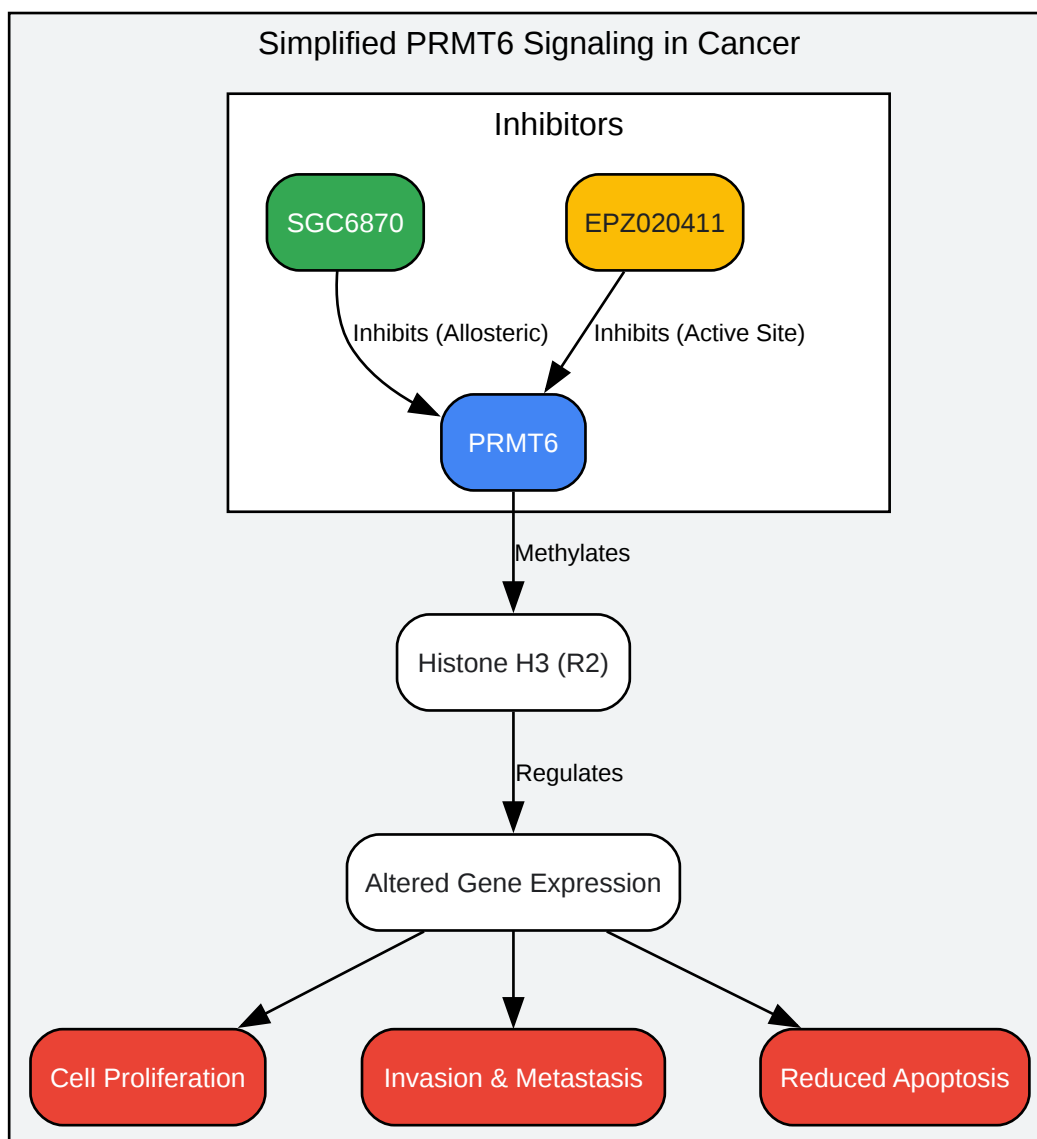 Simplified PRMT6 Signaling in Cancer
Inhibitors
SGC6870
EPZ020411
Inhibits (Allosteric)
Inhibits (Active Site)
PRMT6
Methylates
Histone H3 (R2)
Regulates
Altered Gene Expression
Cell Proliferation
Invasion & Metastasis
Reduced Apoptosis